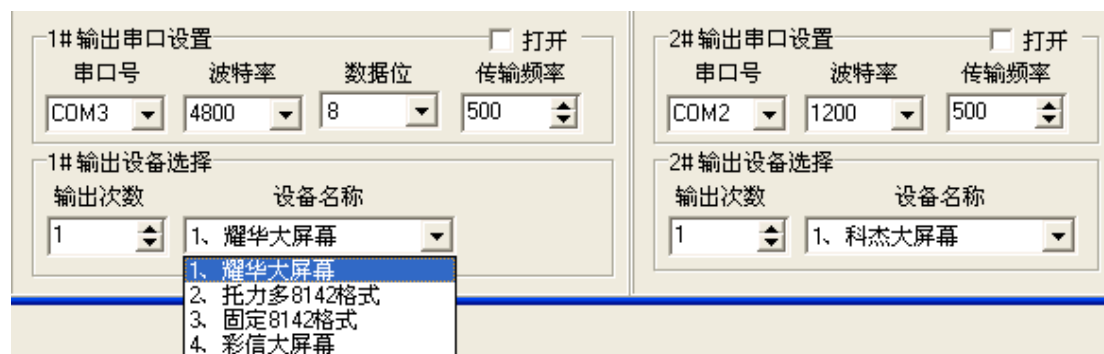 1#输出串口设置 打开
串口号 波特率 数据位 传输频率
COM3 4800 8 500
1#输出设备选择
输出次数 设备名称
1 1、耀华大屏幕
1、耀华大屏幕
2、托力多8142格式
3、固定8142格式
4、彩信大屏幕
2#输出串口设置 打开
串口号 波特率 传输频率
COM2 1200 500
2#输出设备选择
输出次数 设备名称
1 1、科杰大屏幕